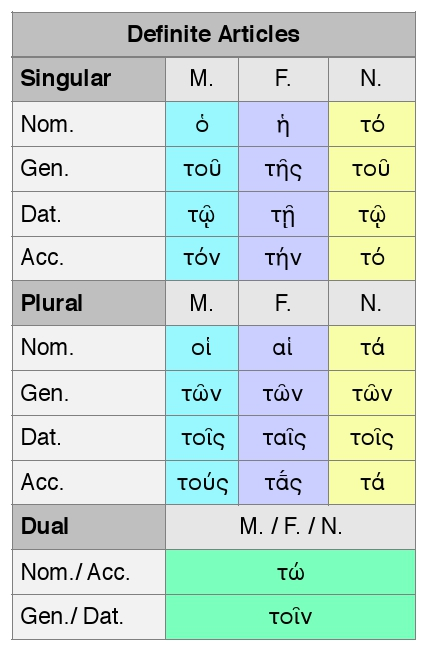 Definite Articles
Singular M. F. N.
Nom. ὁ ἡ τό
Gen. τοῦ τῆς τοῦ
Dat. τῷ τῇ τῷ
Acc. τόν τήν τό
Plural M. F. N.
Nom. οἱ αἱ τά
Gen. τῶν τῶν τῶν
Dat. τοῖς ταῖς τοῖς
Acc. τούς τᾱ́ς τά
Dual M. / F. / N.
Nom./ Acc. τώ
Gen./ Dat. τοῖν